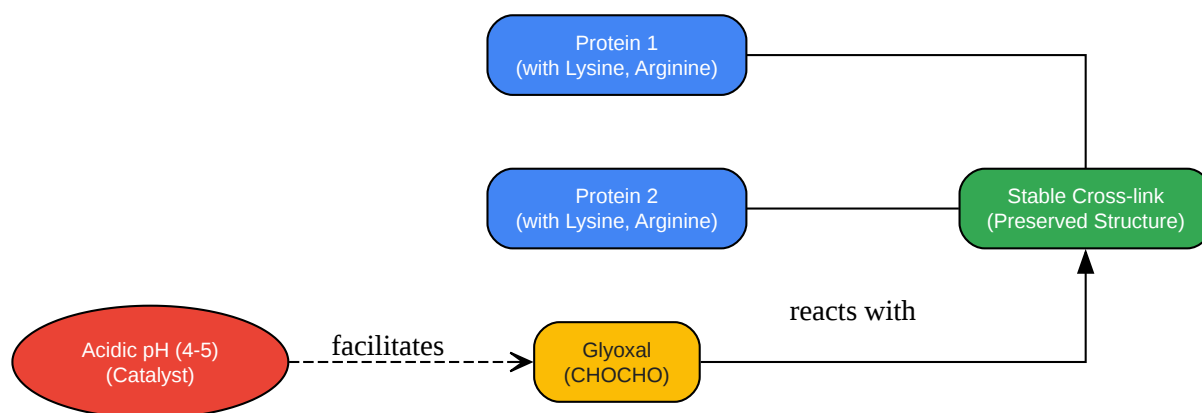 Protein 1
(with Lysine, Arginine)
Protein 2
(with Lysine, Arginine)
Stable Cross-link
(Preserved Structure)
reacts with
facilitates
Acidic pH (4-5)
(Catalyst)
Glyoxal
(CHOCHO)